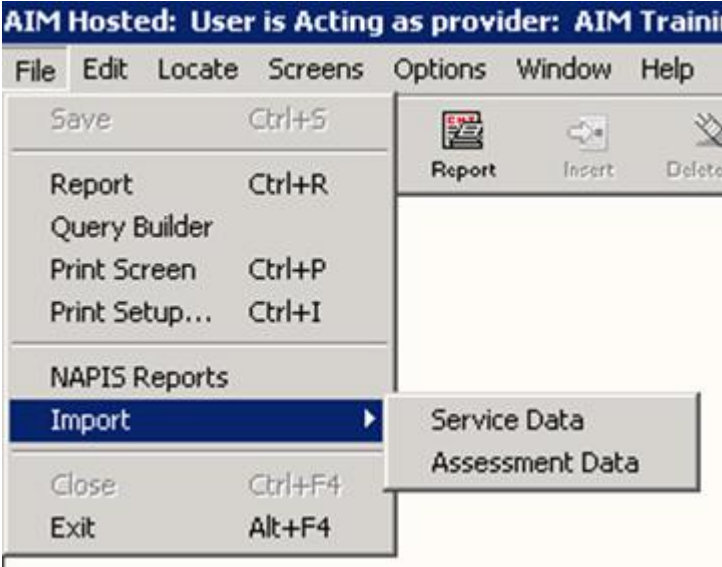 AIM Hosted: User is Acting as provider: AIM
File Edit Locate Screens Options Window Help
Save Ctrl+S
Report Insert Delete
Report Ctrl+R
Query Builder
Print Screen Ctrl+P
Print Setup... Ctrl+I
NAPIS Reports
Import
Service Data
Assessment Data
Close Ctrl+F4
Exit Alt+F4